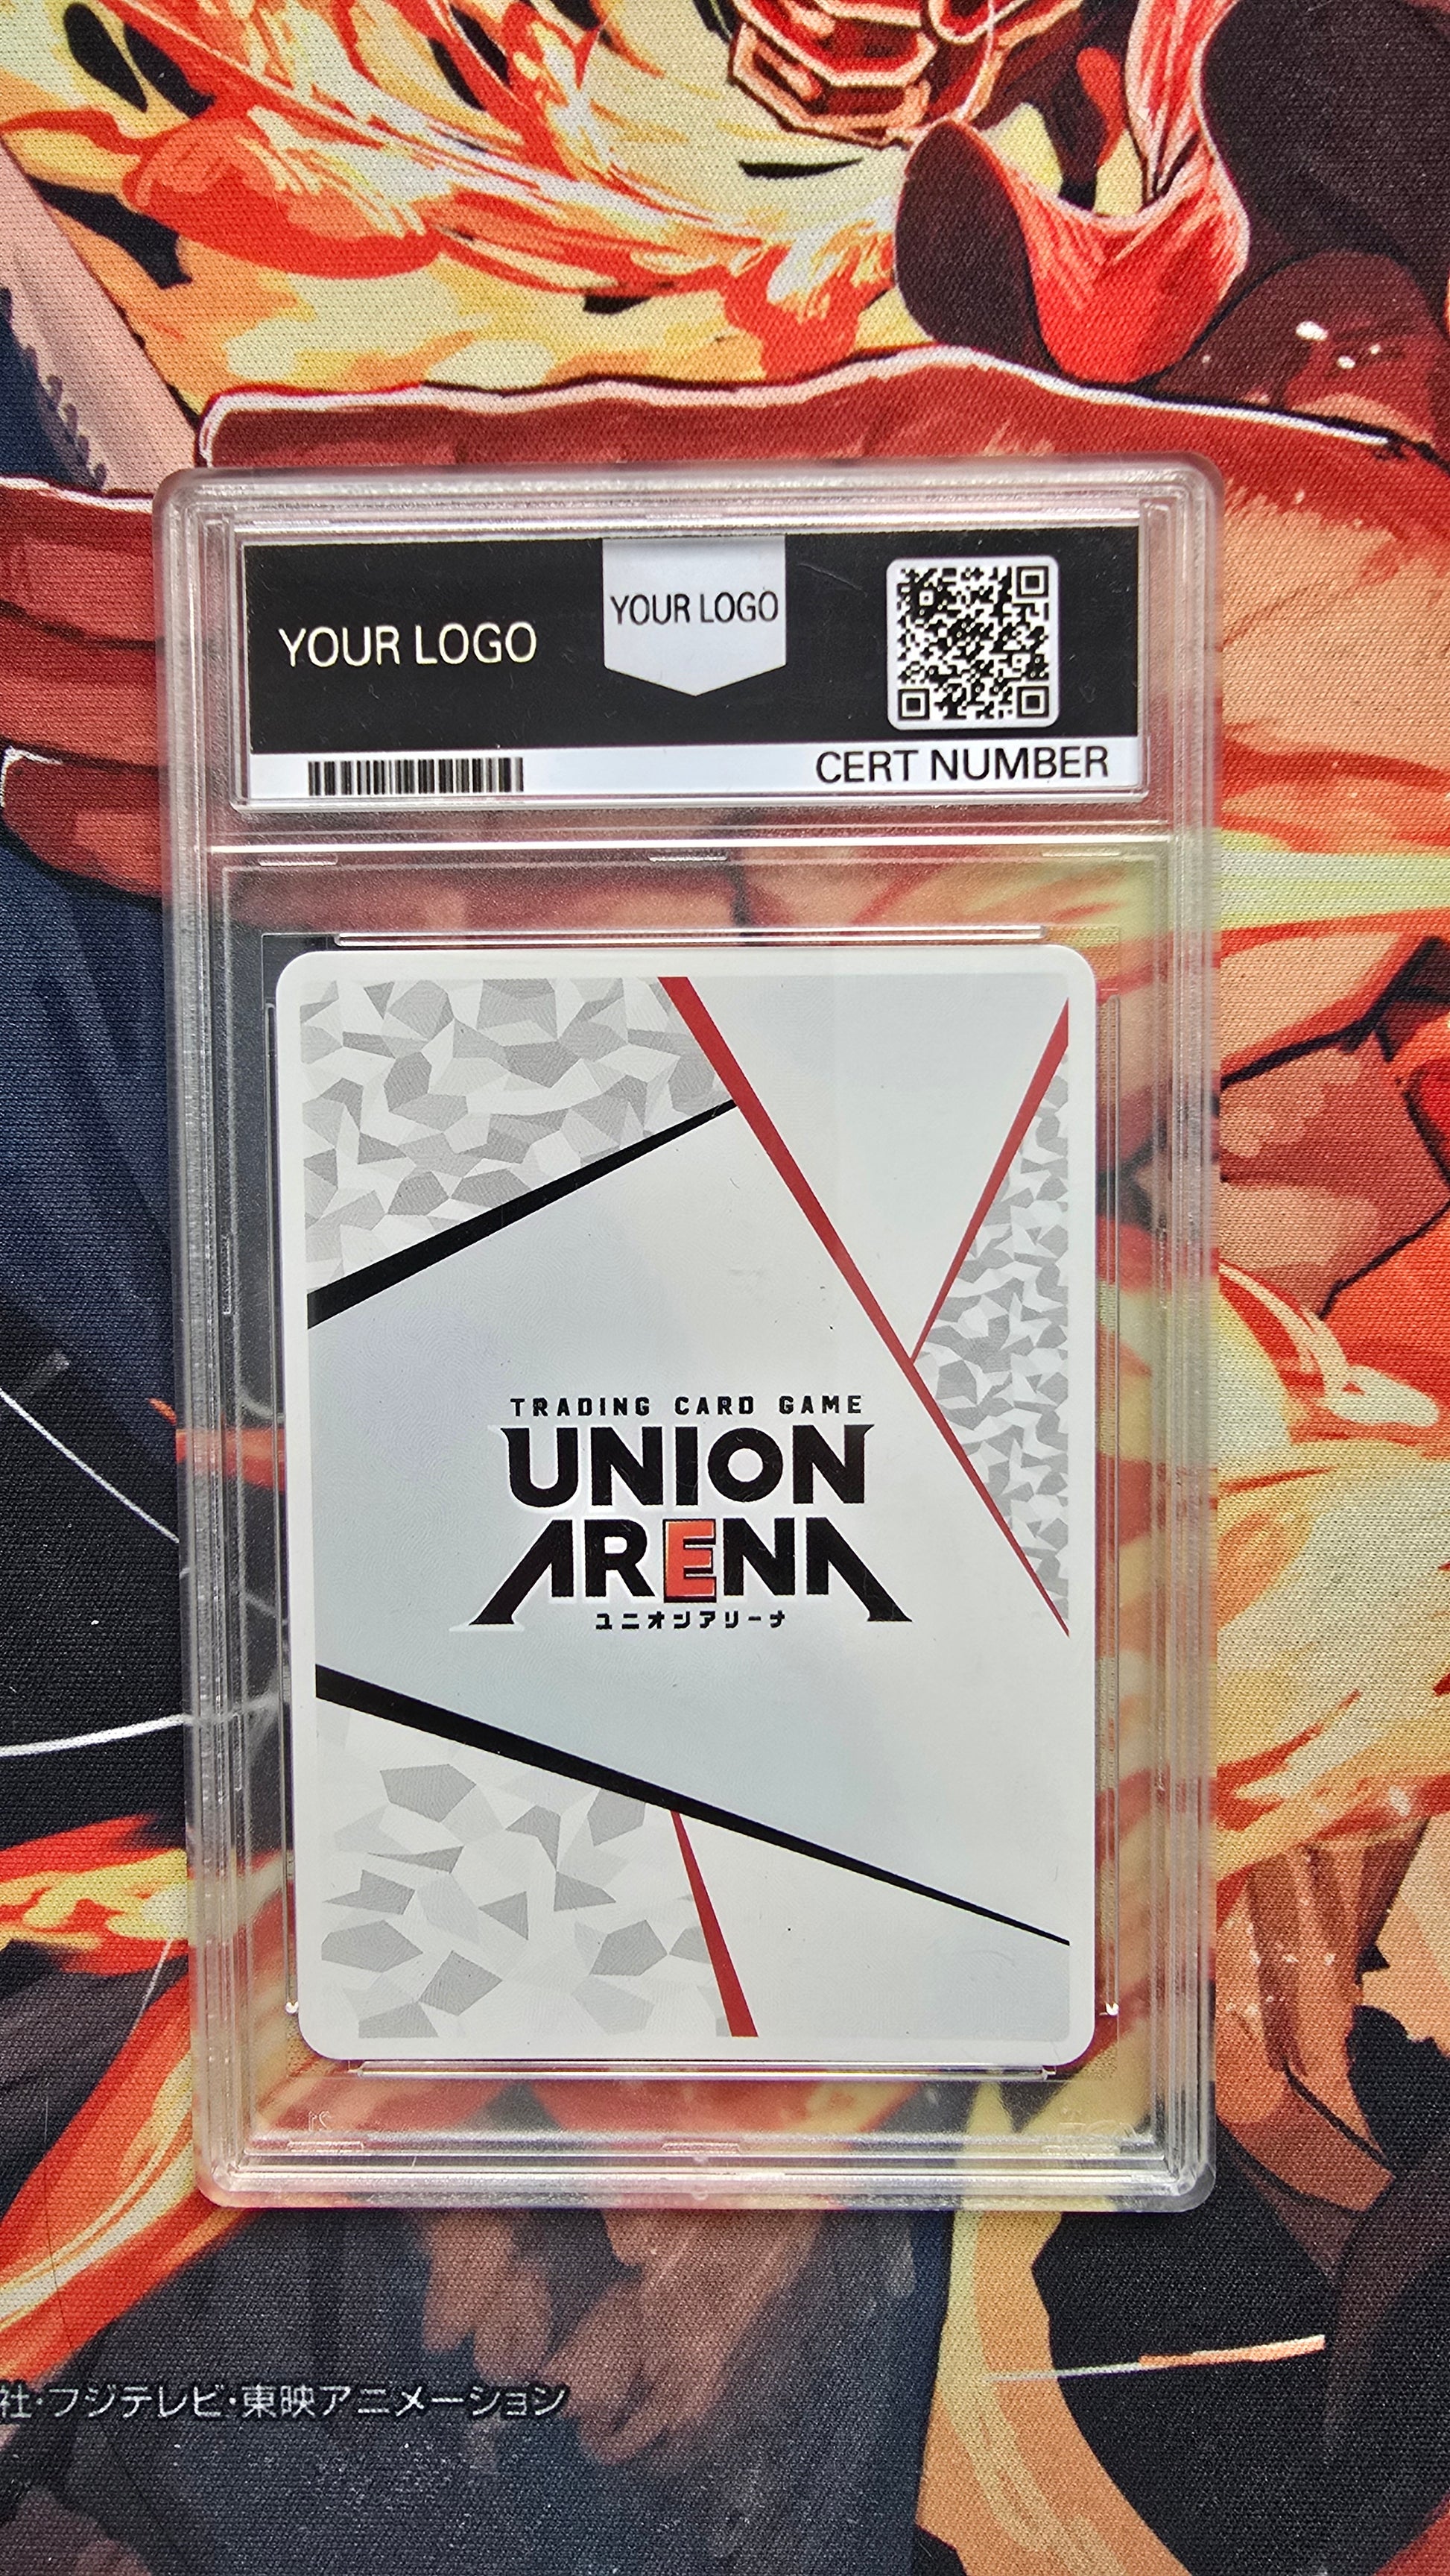 YOUR LOGO
YOUR LOGO
CERT NUMBER
TRADING CARD GAME
UNION
ARENA
ユニオンアリーナ
社・フジテレビ・東映アニメーション